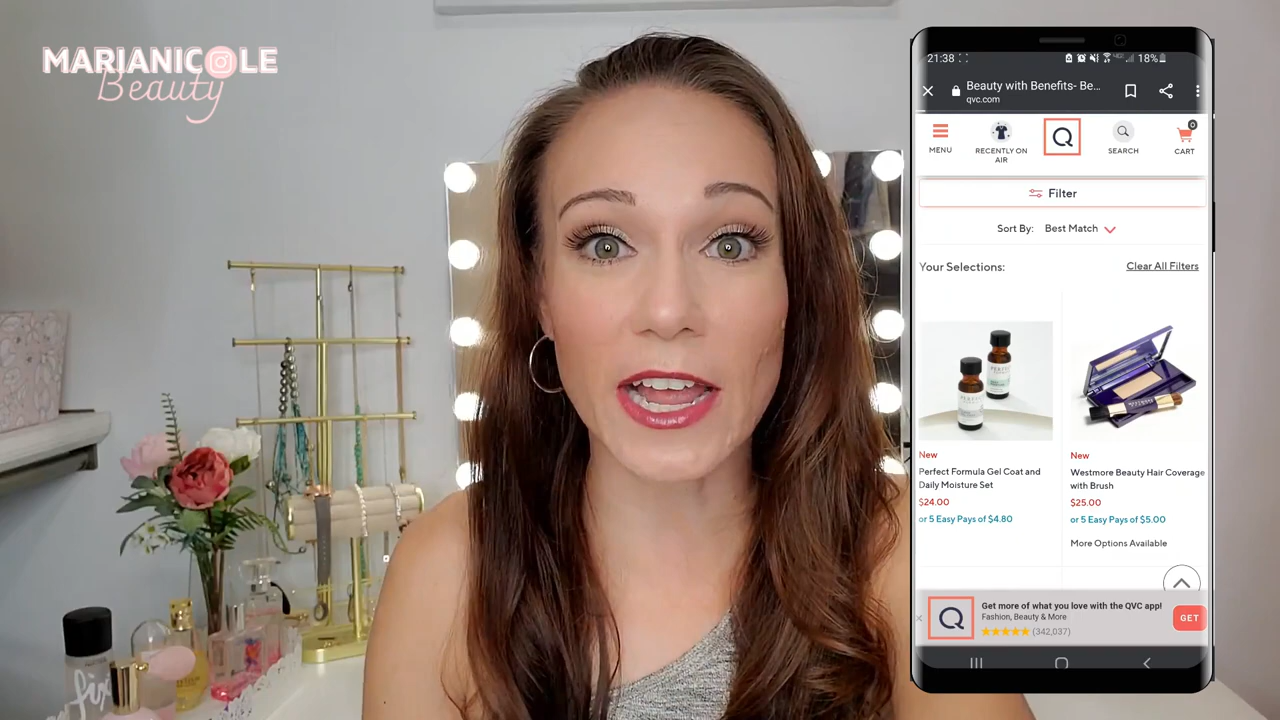 MARIANICOLE
Beauty
21:38
18%
Beauty with Benefits- Be...
qvc.com
MENU
RECENTLY ON
AIR
Q
SEARCH
0
CART
Filter
Sort By: Best Match
Your Selections:
Clear All Filters
New
Perfect Formula Gel Coat and
Daily Moisture Set
$24.00
or 5 Easy Pays of $4.80
New
Westmore Beauty Hair Coverage
with Brush
$25.00
or 5 Easy Pays of $5.00
More Options Available
Q
Get more of what you love with the QVC app!
Fashion, Beauty & More
(342,037)
GET
fix